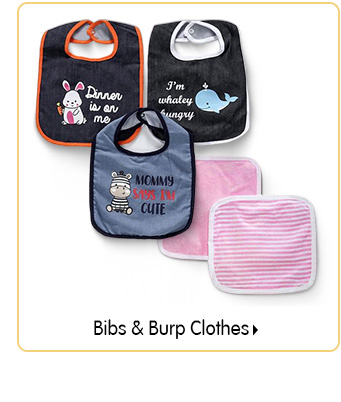 Dinner
is on
me
I'm
whaley
hungry
MOMMY
SAYS I'M
CUTE
Bibs & Burp Clothes